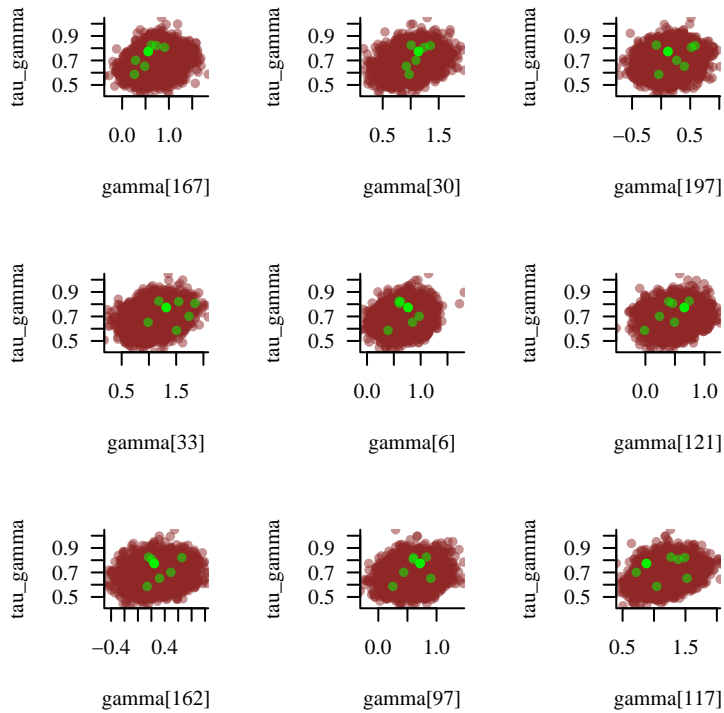 tau_gamma
0.5 0.7 0.9
0.0 1.0
gamma[167]
tau_gamma
0.5 0.7 0.9
0.5 1.5
gamma[30]
tau_gamma
0.5 0.7 0.9
−0.5 0.5
gamma[197]
tau_gamma
0.5 0.7 0.9
0.5 1.5
gamma[33]
tau_gamma
0.5 0.7 0.9
0.0 1.0
gamma[6]
tau_gamma
0.5 0.7 0.9
0.0 1.0
gamma[121]
tau_gamma
0.5 0.7 0.9
−0.4 0.4
gamma[162]
tau_gamma
0.5 0.7 0.9
0.0 1.0
gamma[97]
tau_gamma
0.5 0.7 0.9
0.5 1.5
gamma[117]